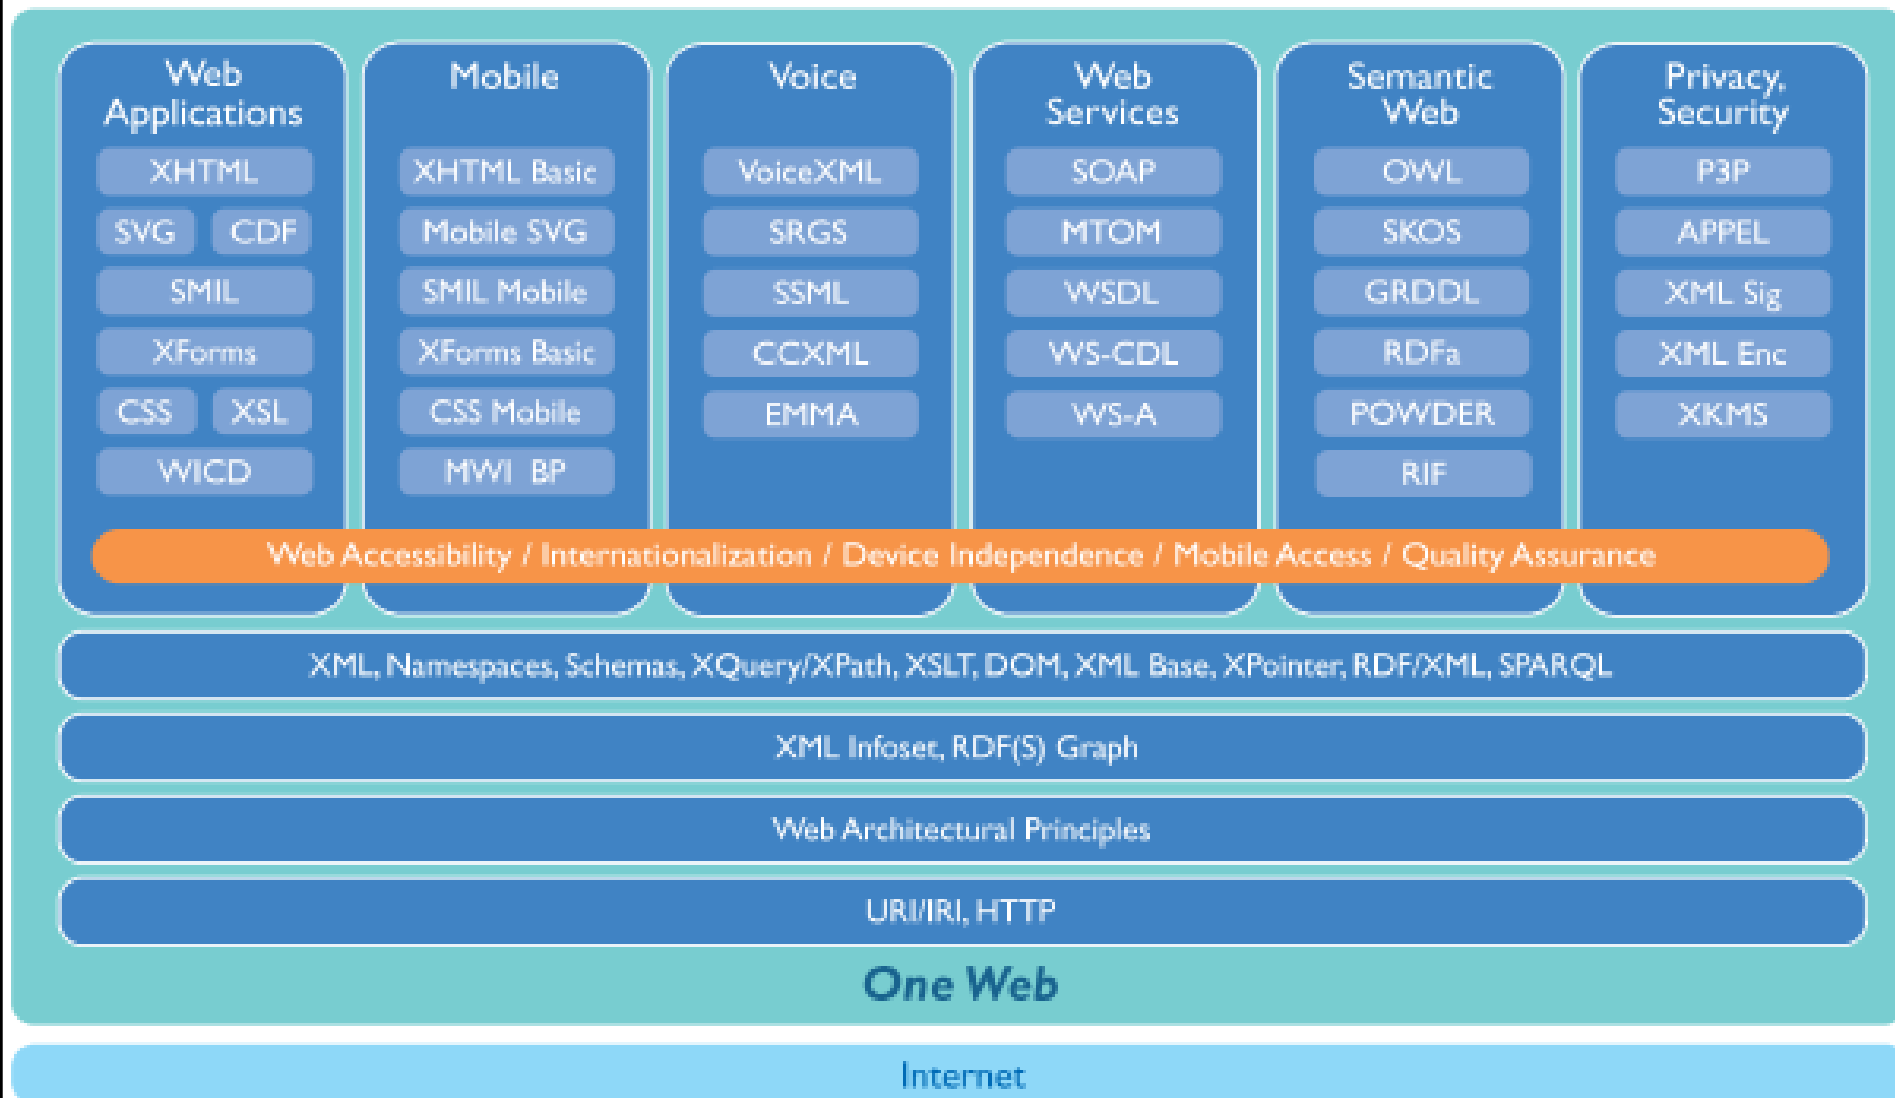 Web
Applications
XHTML
SVG CDF
SMIL
XForms
CSS XSL
WICD
Mobile
XHTML Basic
Mobile SVG
SMIL Mobile
XForms Basic
CSS Mobile
MWI BP
Voice
VoiceXML
SRGS
SSML
CCXML
EMMA
Web
Services
SOAP
MTOM
WSDL
WS-CDL
WS-A
Semantic
Web
OWL
SKOS
GRDDL
RDFa
POWDER
RIF
Privacy,
Security
P3P
APPEL
XML Sig
XML Enc
XKMS
Web Accessibility / Internationalization / Device Independence / Mobile Access / Quality Assurance
XML, Namespaces, Schemas, XQuery/XPath, XSLT, DOM, XML Base, XPointer, RDF/XML, SPARQL
XML Infoset, RDF(S) Graph
Web Architectural Principles
URI/IRI, HTTP
One Web
Internet